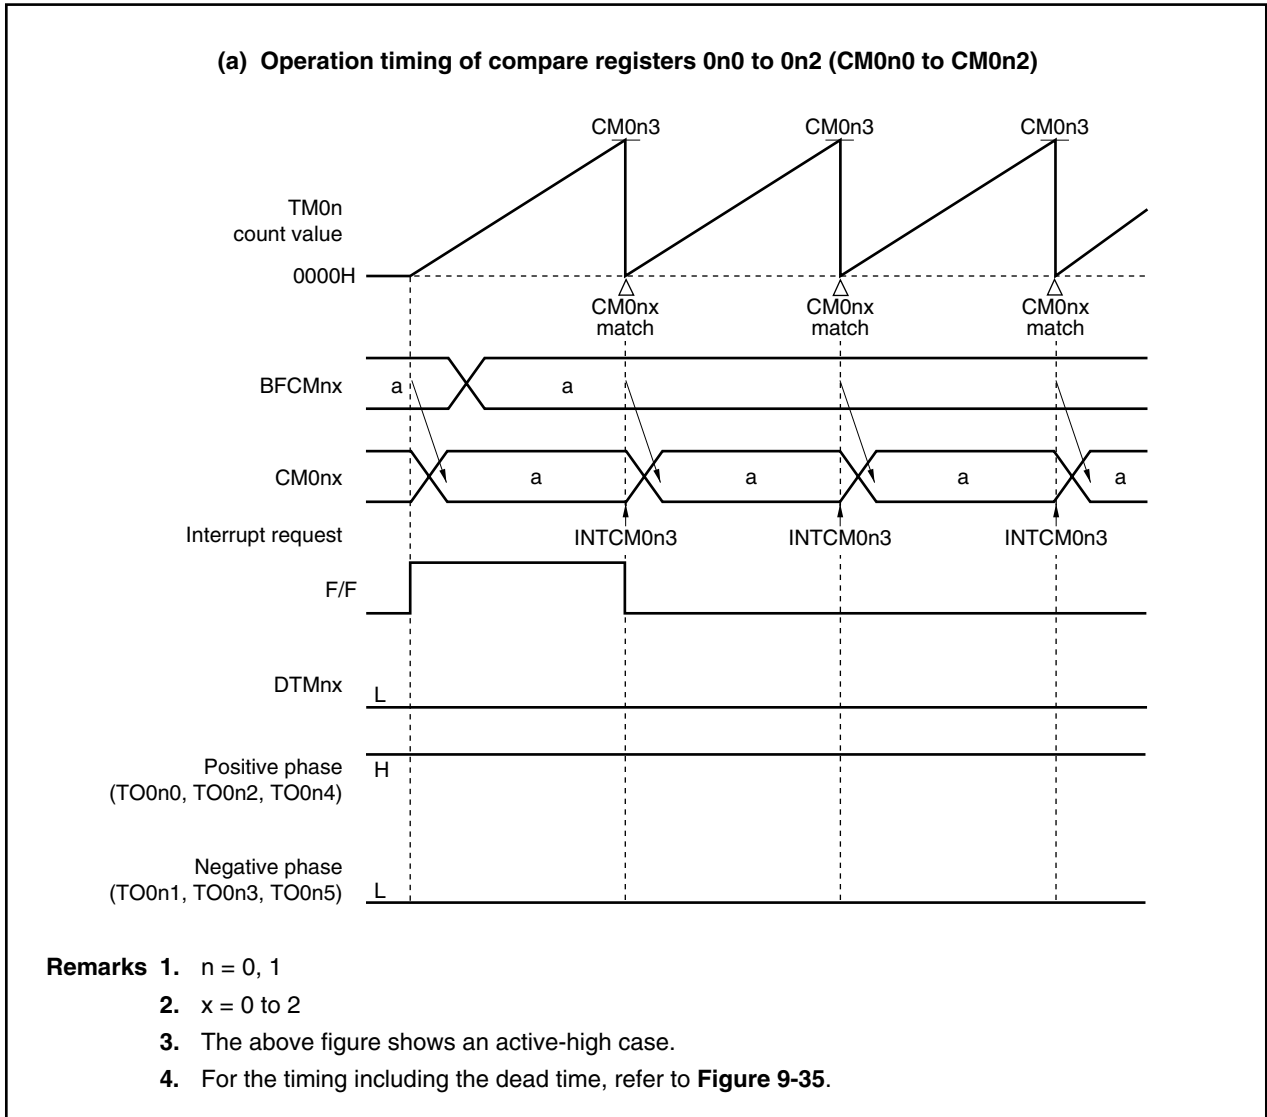 (a) Operation timing of compare registers 0n0 to 0n2 (CM0n0 to CM0n2)
CM0n3 CM0n3 CM0n3
TM0n
count value
0000H
CM0nx CM0nx CM0nx
match match match
BFCMnx a a
CM0nx a a a a
Interrupt request INTCM0n3 INTCM0n3 INTCM0n3
F/F
DTMnx L
Positive phase H
(TO0n0, TO0n2, TO0n4)
Negative phase
(TO0n1, TO0n3, TO0n5) L
Remarks 1. n = 0, 1
2. x = 0 to 2
3. The above figure shows an active-high case.
4. For the timing including the dead time, refer to Figure 9-35.